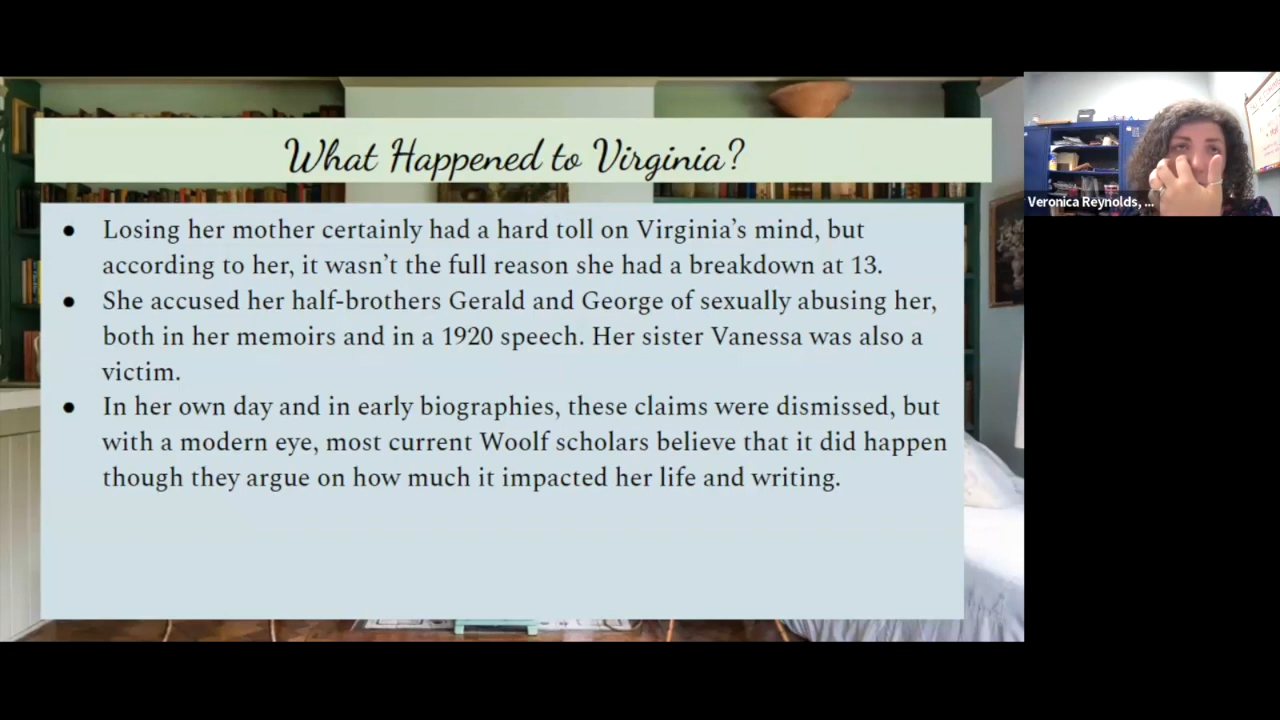 What Happened to Virginia?
● Losing her mother certainly had a hard toll on Virginia’s mind, but
according to her, it wasn’t the full reason she had a breakdown at 13.
● She accused her half-brothers Gerald and George of sexually abusing her,
both in her memoirs and in a 1920 speech. Her sister Vanessa was also a
victim.
● In her own day and in early biographies, these claims were dismissed, but
with a modern eye, most current Woolf scholars believe that it did happen
though they argue on how much it impacted her life and writing.
Veronica Reynolds, ...